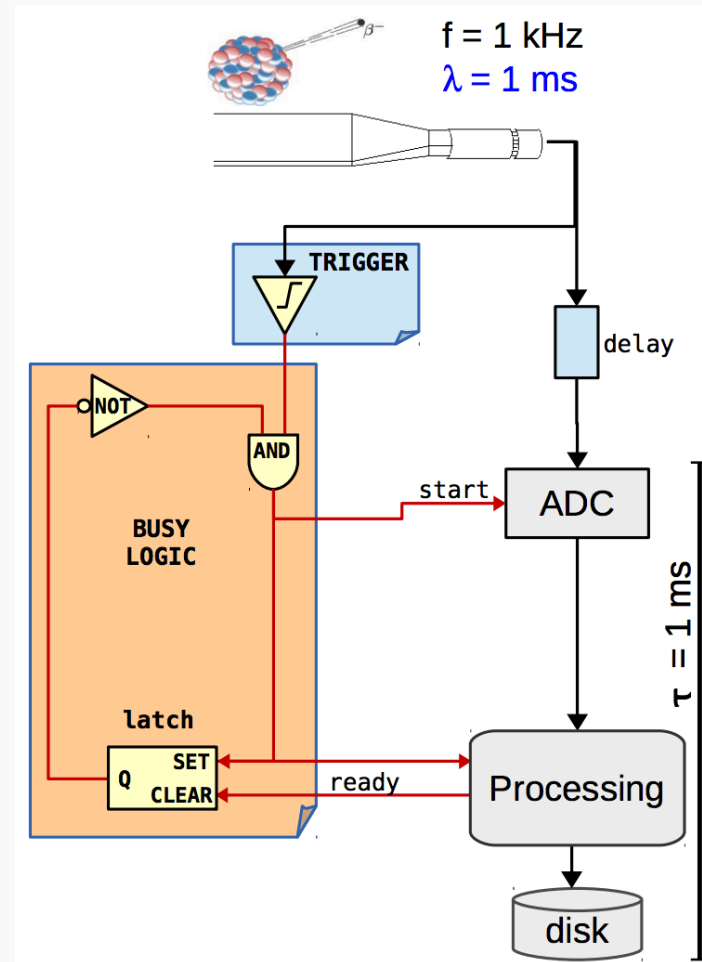 β⁻
f = 1 kHz
λ = 1 ms
TRIGGER
delay
NOT
AND
start
ADC
BUSY
LOGIC
τ = 1 ms
latch
SET
Q
CLEAR
ready
Processing
disk